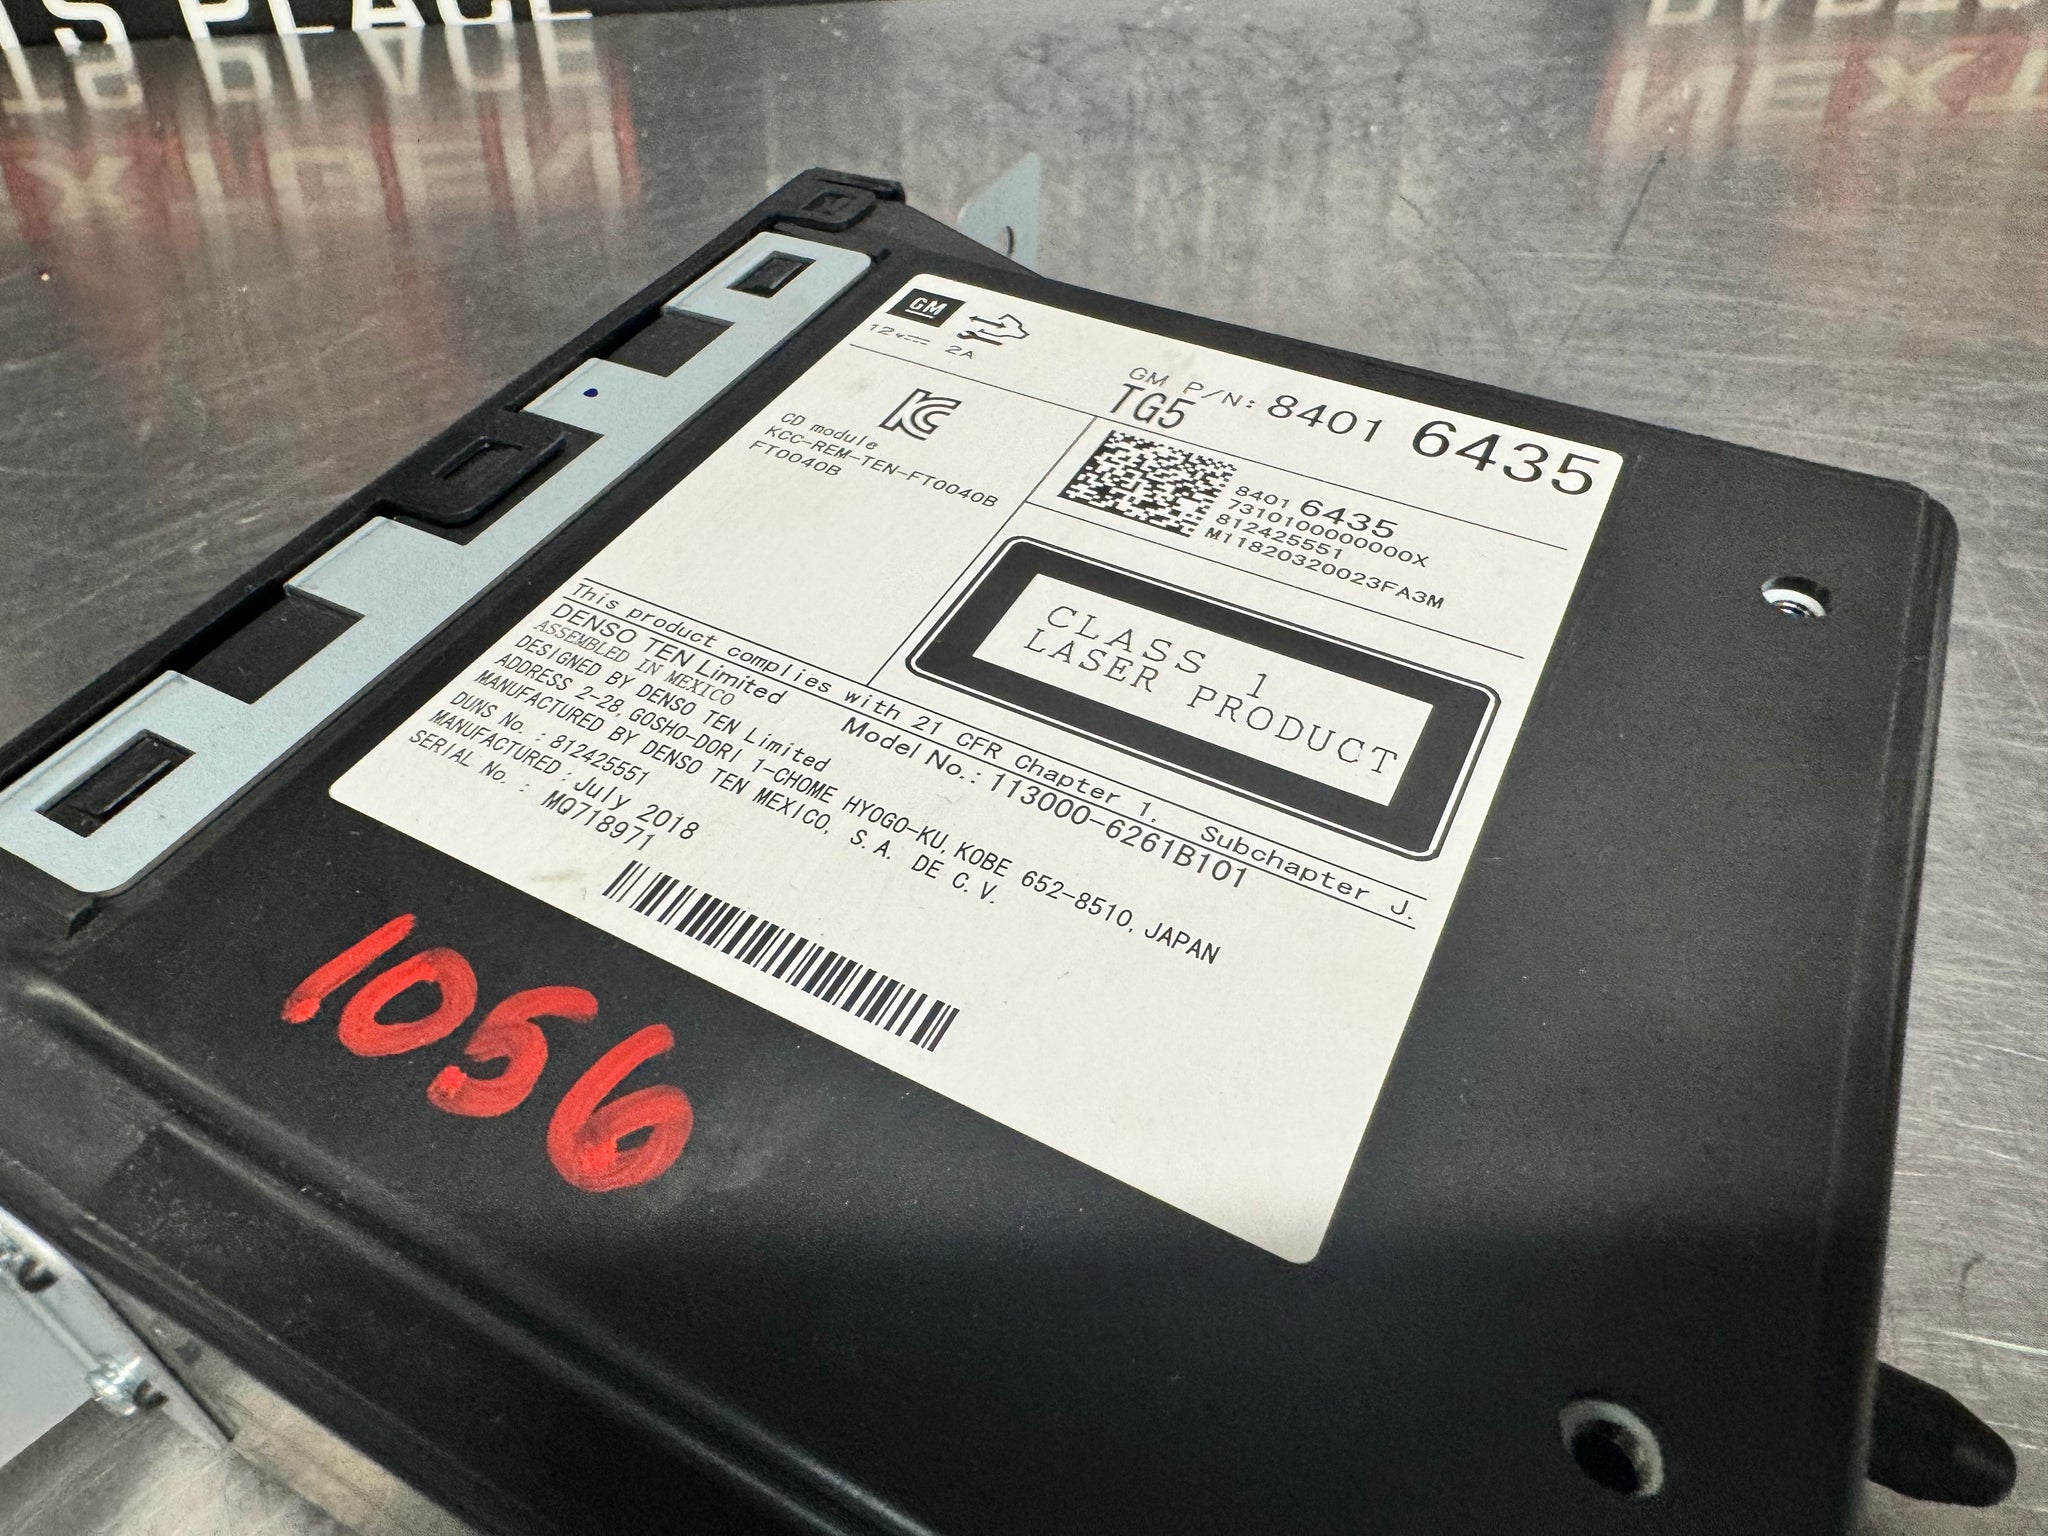 IS PLACE
GM
12V 2A
GM P/N: 8401 6435
TG5
KC
CD module
KCC-REM-TEN-FT0040B
FT0040B
8401 6435
7310100000000X
812425551
M11820320023FA3M
CLASS 1
LASER PRODUCT
This product complies with 21 CFR Chapter 1. Subchapter J.
DENSO TEN Limited Model No.: 113000-6261B101
ASSEMBLED IN MEXICO
DESIGNED BY DENSO TEN Limited
ADDRESS 2-28, GOSHO-DORI 1-CHOME HYOGO-KU, KOBE 652-8510, JAPAN
MANUFACTURED BY DENSO TEN MEXICO, S.A. DE C.V.
DUNS No. : 812425551
MANUFACTURED : July 2018
SERIAL No. : MQ718971
1056